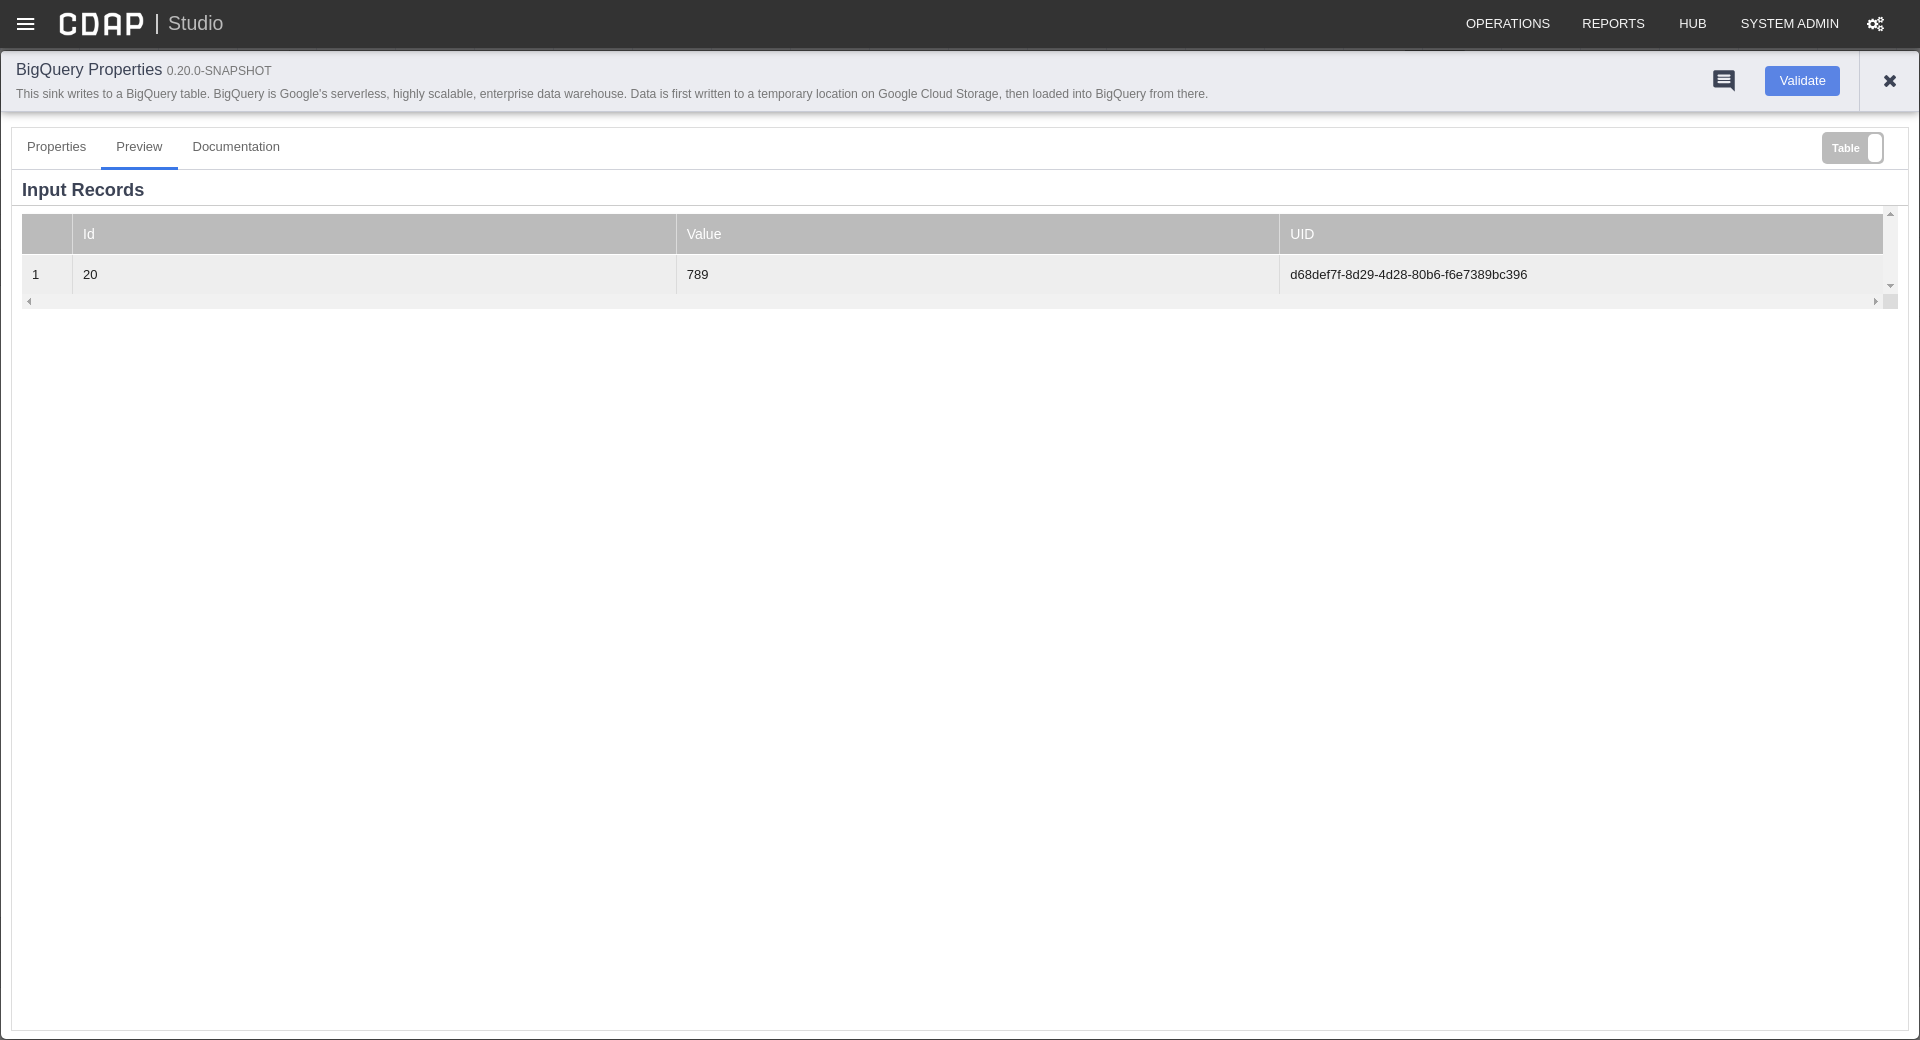 CDAP | Studio OPERATIONS REPORTS HUB SYSTEM ADMIN
BigQuery Properties 0.20.0-SNAPSHOT
This sink writes to a BigQuery table. BigQuery is Google's serverless, highly scalable, enterprise data warehouse. Data is first written to a temporary location on Google Cloud Storage, then loaded into BigQuery from there.
Validate
Properties Preview Documentation Table
Input Records
Id Value UID
1 20 789 d68def7f-8d29-4d28-80b6-f6e7389bc396